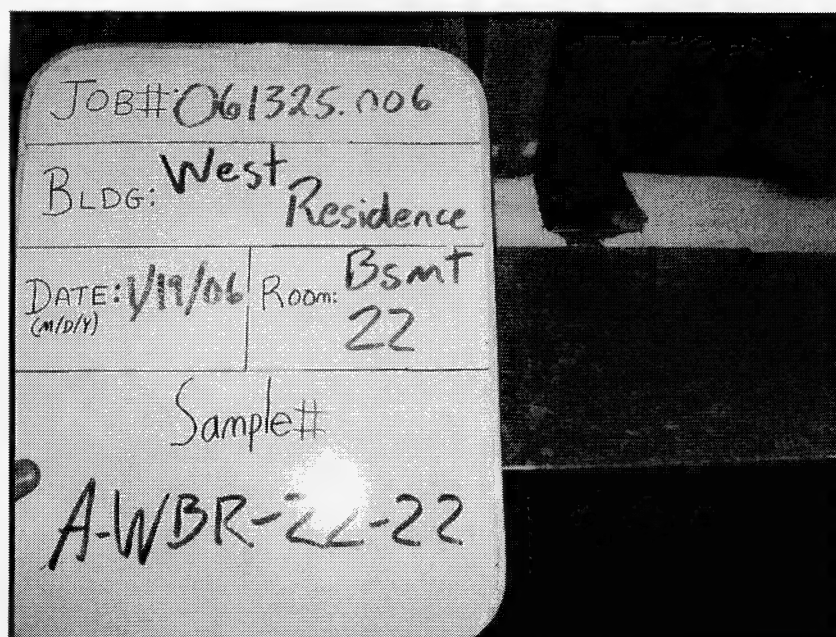 JOB#: 061325.006
BLDG: West
Residence
DATE: 1/19/06
(M/D/Y)
Room: Bsmt
22
Sample#
A-WBR-22-22